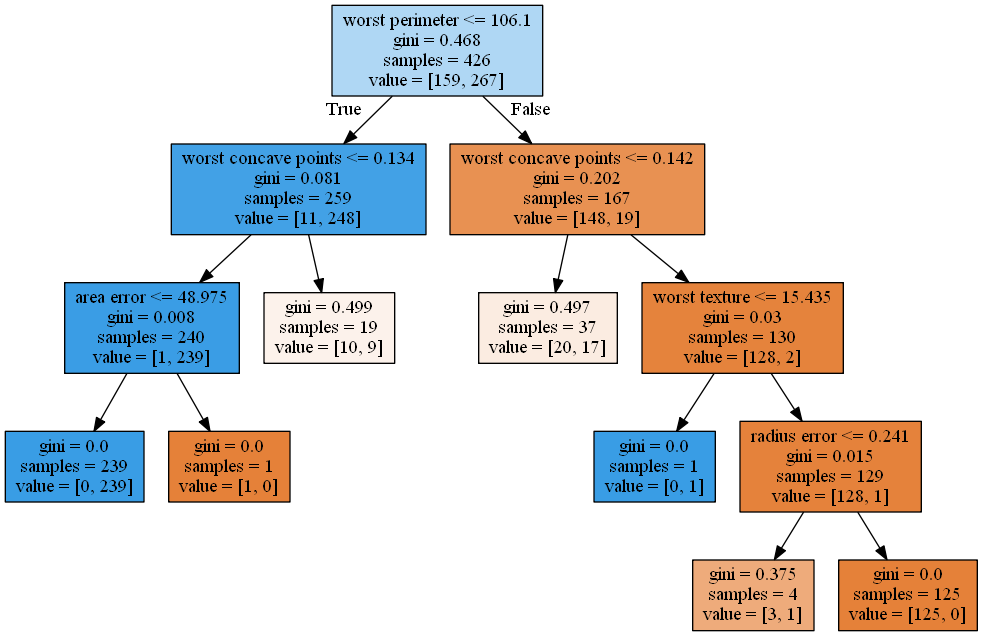 worst perimeter <= 106.1
gini = 0.468
samples = 426
value = [159, 267]
True
False
worst concave points <= 0.134
gini = 0.081
samples = 259
value = [11, 248]
worst concave points <= 0.142
gini = 0.202
samples = 167
value = [148, 19]
area error <= 48.975
gini = 0.008
samples = 240
value = [1, 239]
gini = 0.499
samples = 19
value = [10, 9]
gini = 0.497
samples = 37
value = [20, 17]
worst texture <= 15.435
gini = 0.03
samples = 130
value = [128, 2]
gini = 0.0
samples = 239
value = [0, 239]
gini = 0.0
samples = 1
value = [1, 0]
gini = 0.0
samples = 1
value = [0, 1]
radius error <= 0.241
gini = 0.015
samples = 129
value = [128, 1]
gini = 0.375
samples = 4
value = [3, 1]
gini = 0.0
samples = 125
value = [125, 0]